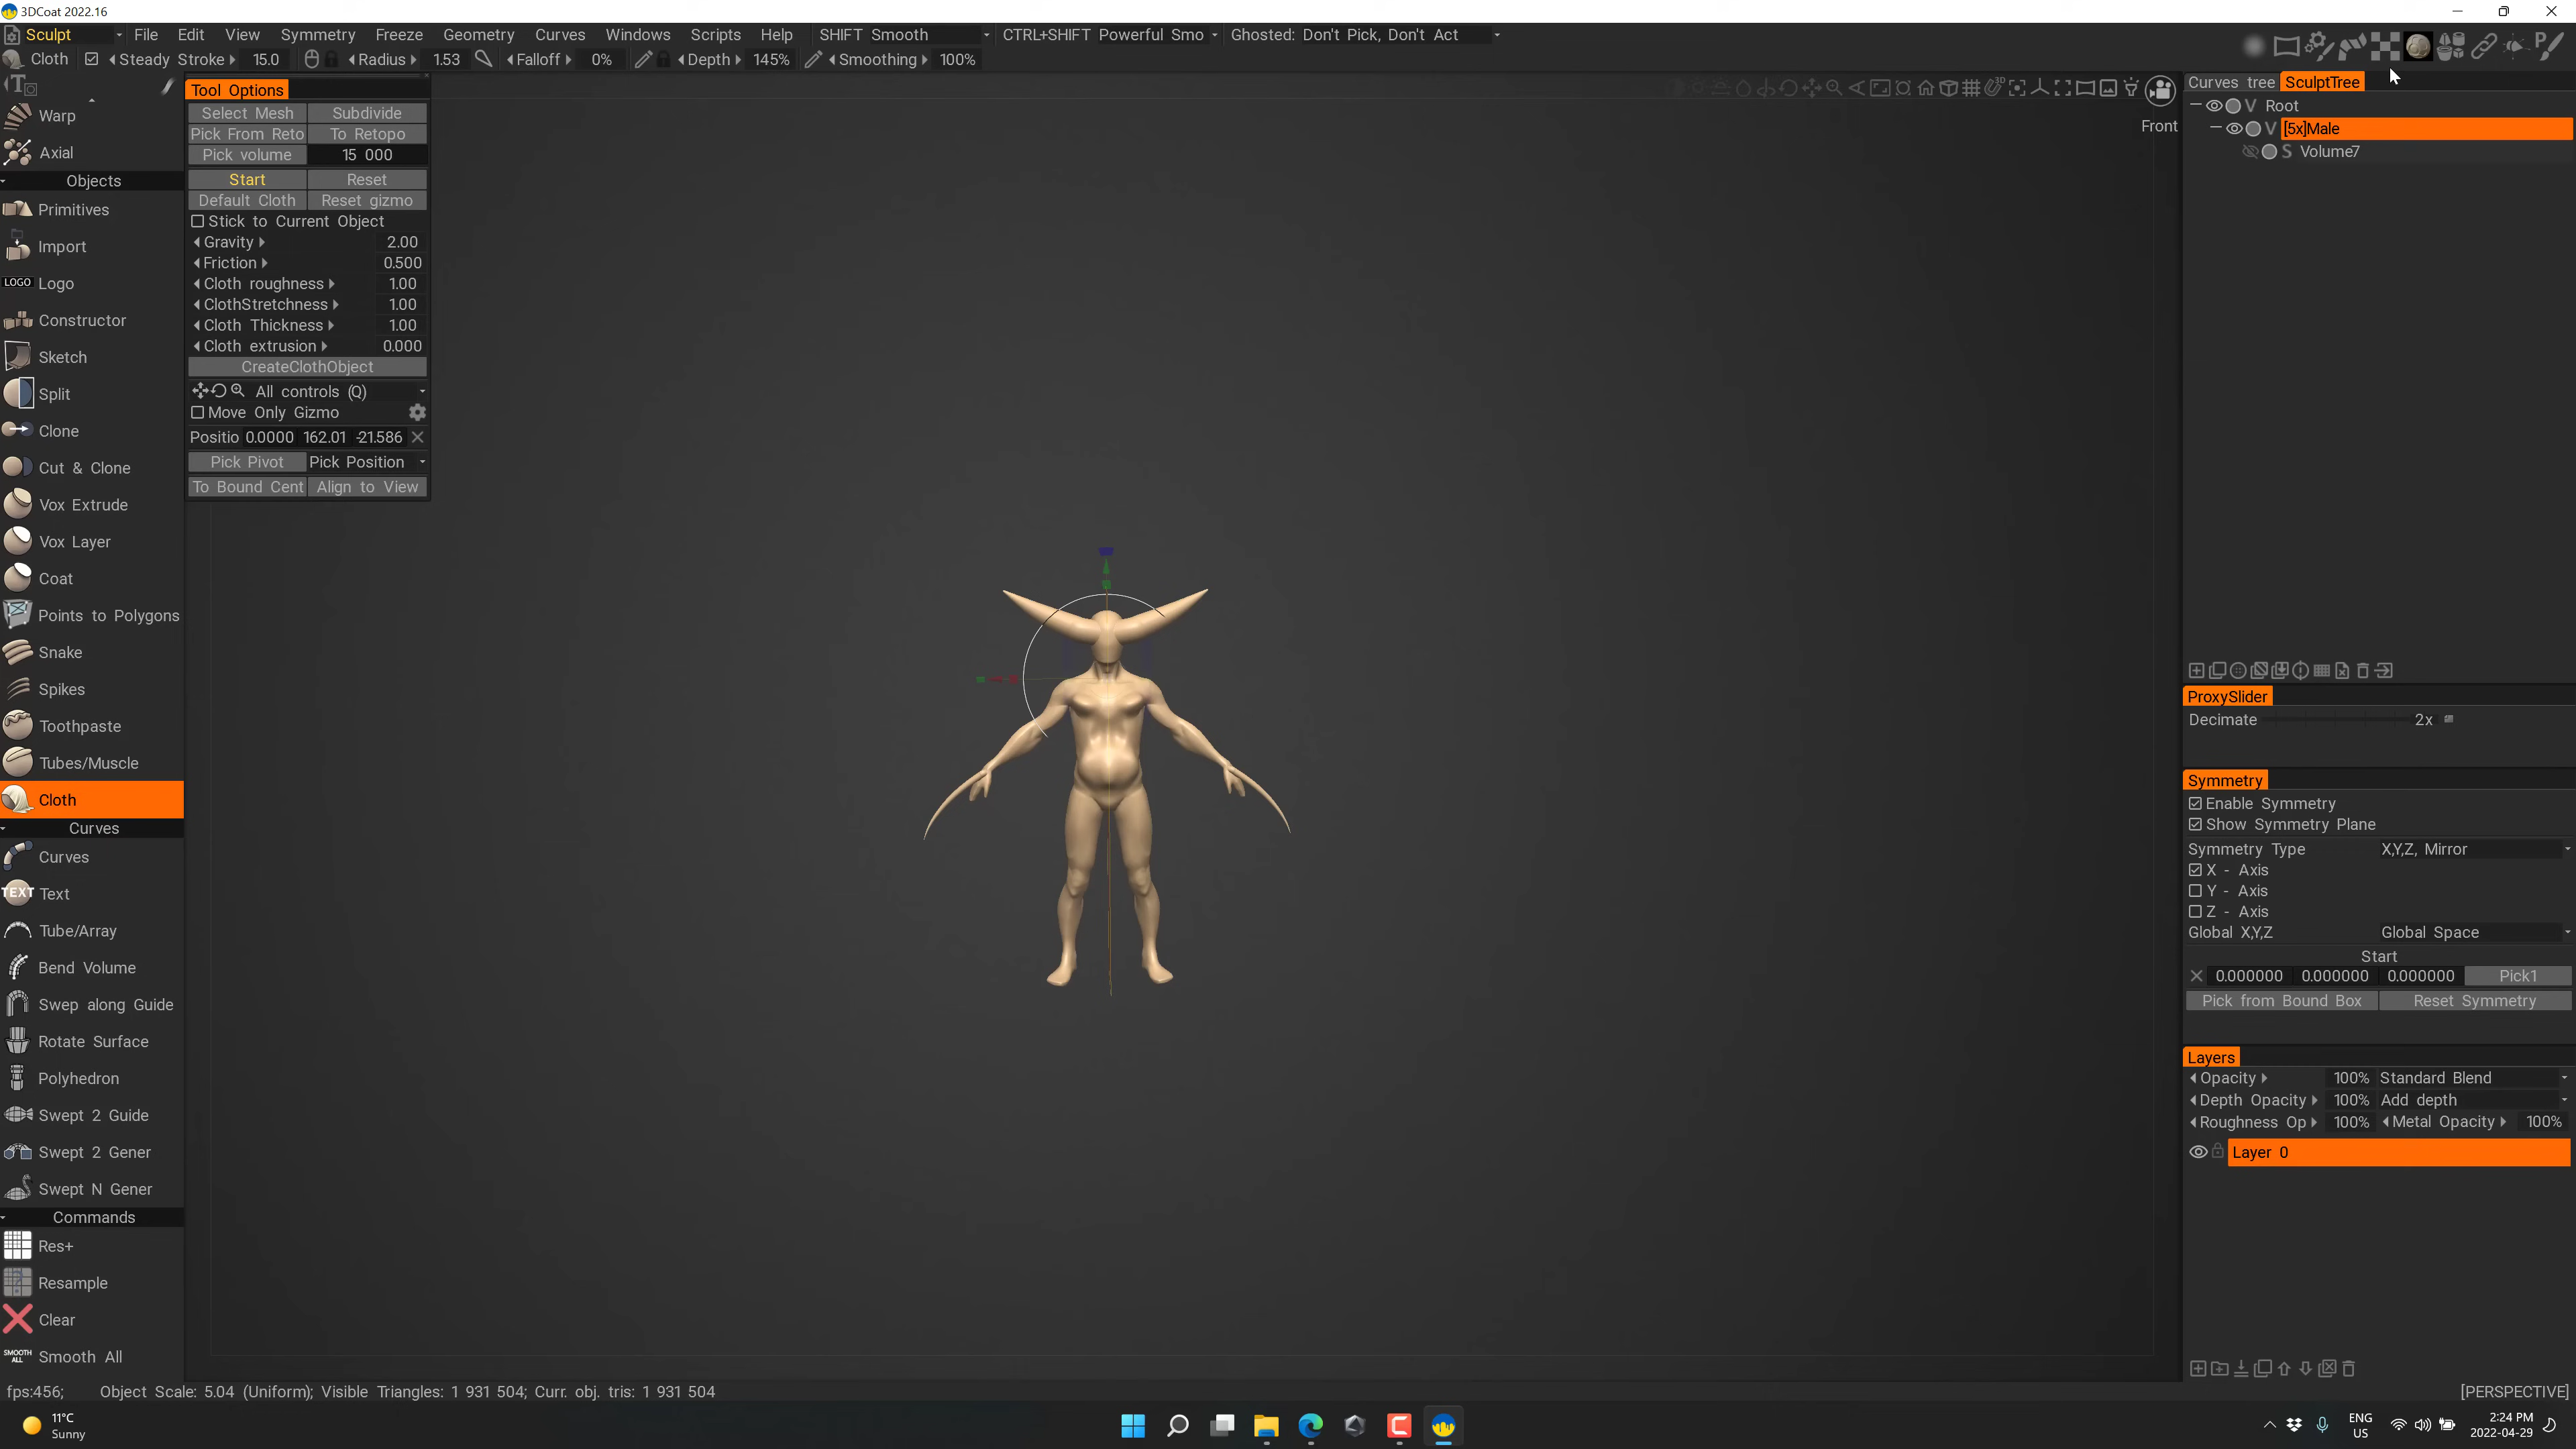 3DCoat 2022.16
Sculpt File Edit View Symmetry Freeze Geometry Curves Windows Scripts Help SHIFT Smooth CTRL+SHIFT Powerful Smo Ghosted: Don't Pick, Don't Act
Cloth Steady Stroke 15.0 Radius 1.53 Falloff 0% Depth 145% Smoothing 100%
Warp
Axial
Objects
Primitives
Import
LOGO Logo
Constructor
Sketch
Split
Clone
Cut & Clone
Vox Extrude
Vox Layer
Coat
Points to Polygons
Snake
Spikes
Toothpaste
Tubes/Muscle
Cloth
Curves
Curves
TEXT Text
Tube/Array
Bend Volume
Swep along Guide
Rotate Surface
Polyhedron
Swept 2 Guide
Swept 2 Gener
Swept N Gener
Commands
Res+
Resample
Clear
SMOOTH ALL Smooth All
Tool Options
Select Mesh Subdivide
Pick From Reto To Retopo
Pick volume 15 000
Start Reset
Default Cloth Reset gizmo
Stick to Current Object
Gravity 2.00
Friction 0.500
Cloth roughness 1.00
ClothStretchness 1.00
Cloth Thickness 1.00
Cloth extrusion 0.000
CreateClothObject
All controls (Q)
Move Only Gizmo
Positio 0.0000 162.01 -21.586
Pick Pivot Pick Position
To Bound Cent Align to View
Front
Curves tree SculptTree
V Root
V [5x]Male
S Volume7
ProxySlider
Decimate 2x
Symmetry
Enable Symmetry
Show Symmetry Plane
Symmetry Type X,Y,Z, Mirror
X - Axis
Y - Axis
Z - Axis
Global X,Y,Z Global Space
Start
0.000000 0.000000 0.000000 Pick1
Pick from Bound Box Reset Symmetry
Layers
Opacity 100% Standard Blend
Depth Opacity 100% Add depth
Roughness Op 100% Metal Opacity 100%
Layer 0
fps:456; Object Scale: 5.04 (Uniform); Visible Triangles: 1 931 504; Curr. obj. tris: 1 931 504
[PERSPECTIVE]
11°C
Sunny
ENG
US
2:24 PM
2022-04-29